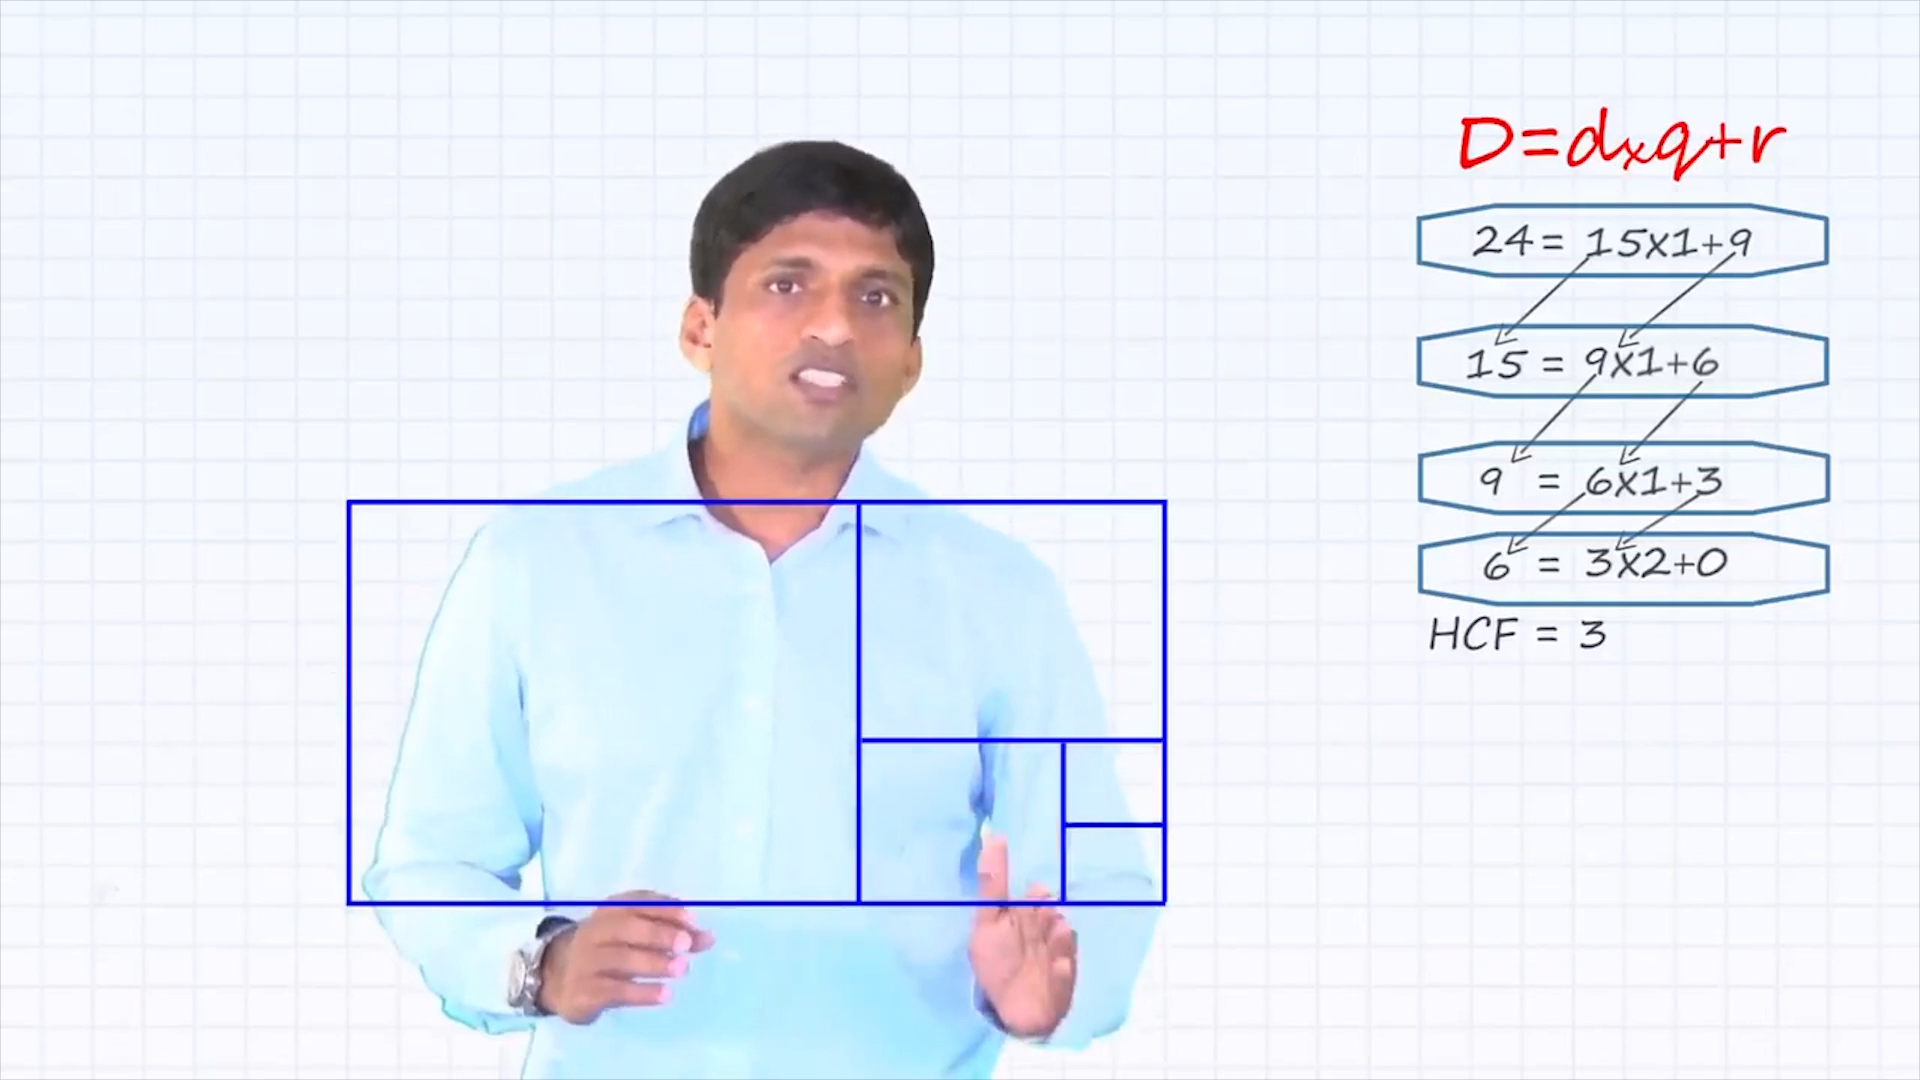 D=dxq+r
24= 15x1+9
15 = 9x1+6
9 = 6x1+3
6 = 3x2+0
HCF = 3